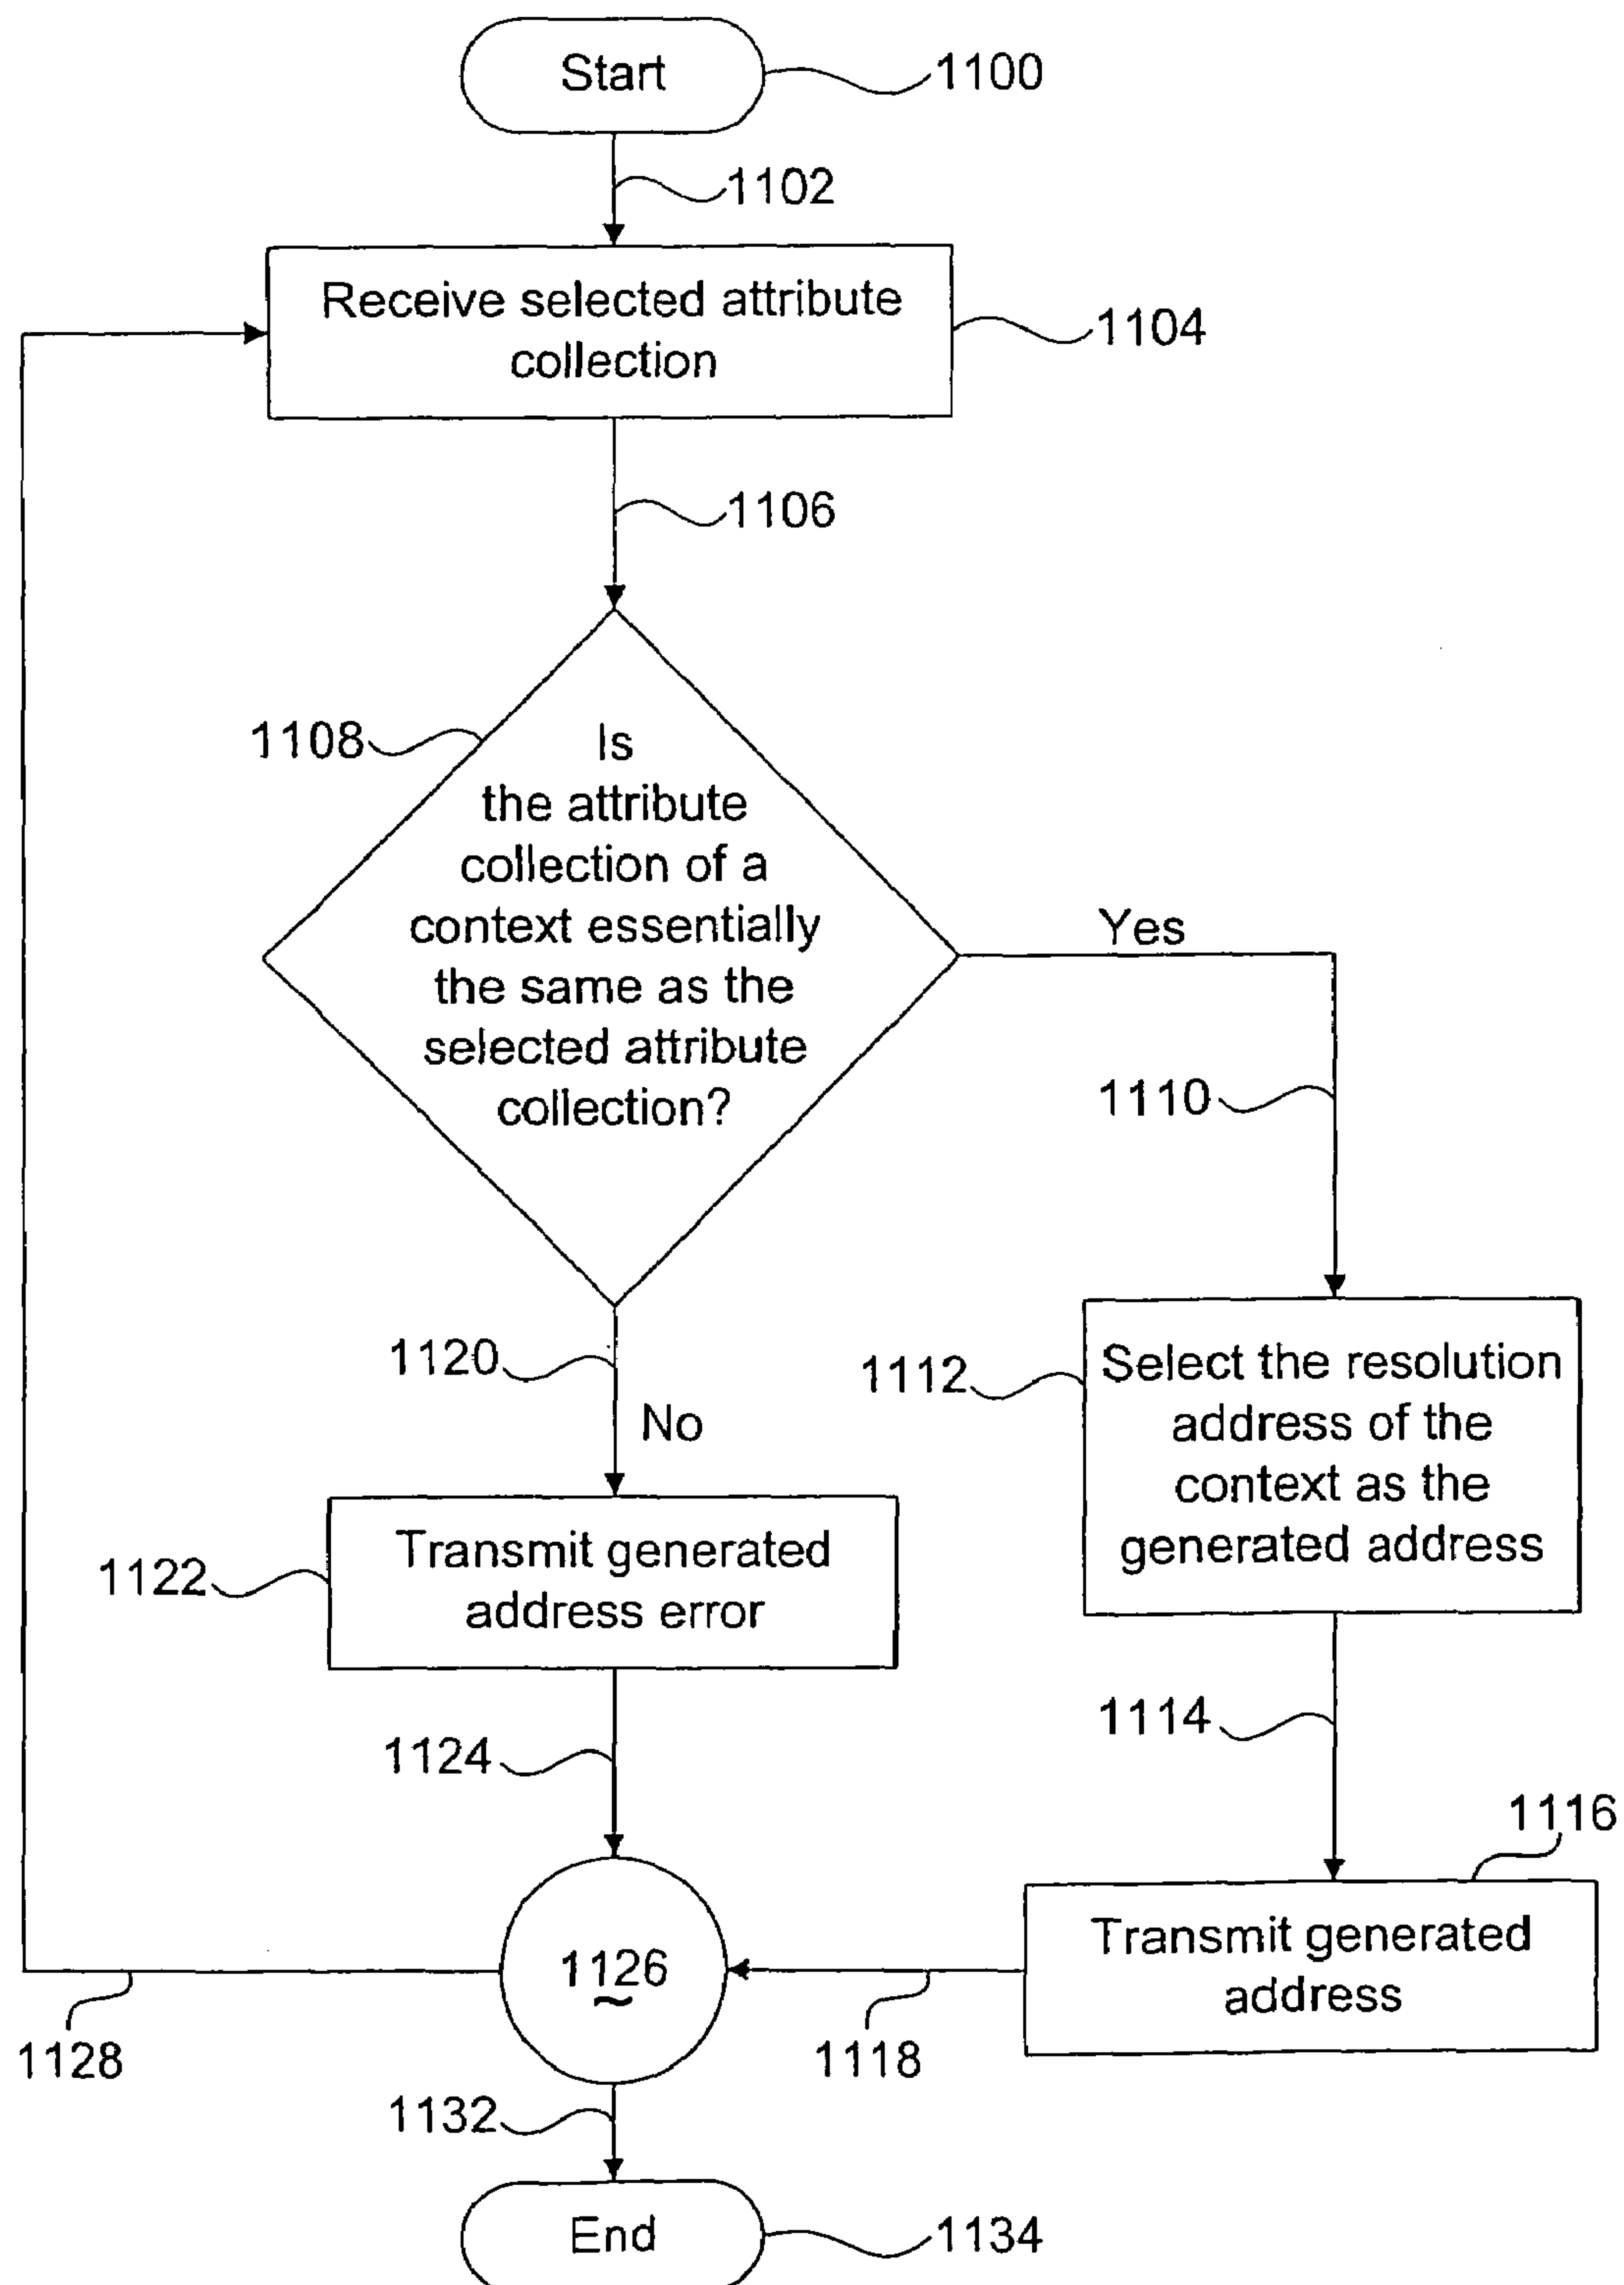 Start
1100
1102
Receive selected attribute
collection
1104
1106
1108
Is
the attribute
collection of a
context essentially
the same as the
selected attribute
collection?
Yes
1110
1120
No
1112
Select the resolution
address of the
context as the
generated address
1122
Transmit generated
address error
1114
1124
1116
1126
Transmit generated
address
1128
1118
1132
End
1134